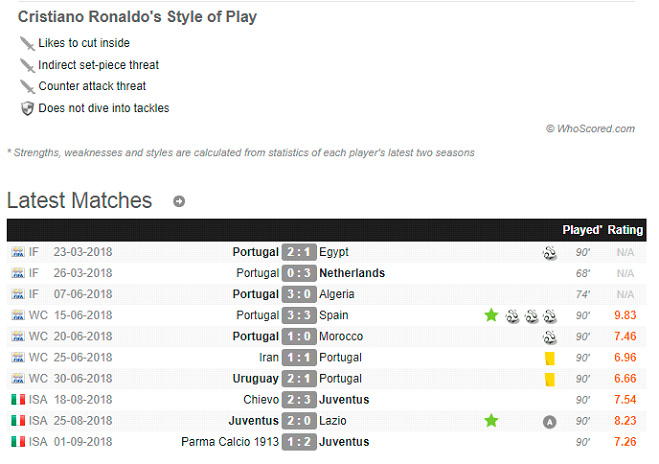 Cristiano Ronaldo's Style of Play
Likes to cut inside
Indirect set-piece threat
Counter attack threat
Does not dive into tackles
© WhoScored.com
* Strengths, weaknesses and styles are calculated from statistics of each player's latest two seasons
Latest Matches
Played* Rating
IF 23-03-2018 Portugal 2 : 1 Egypt 90' N/A
IF 26-03-2018 Portugal 0 : 3 Netherlands 68' N/A
IF 07-06-2018 Portugal 3 : 0 Algeria 74' N/A
WC 15-06-2018 Portugal 3 : 3 Spain 90' 9.83
WC 20-06-2018 Portugal 1 : 0 Morocco 90' 7.46
WC 25-06-2018 Iran 1 : 1 Portugal 90' 6.96
WC 30-06-2018 Uruguay 2 : 1 Portugal 90' 6.66
ISA 18-08-2018 Chievo 2 : 3 Juventus 90' 7.54
ISA 25-08-2018 Juventus 2 : 0 Lazio A 90' 8.23
ISA 01-09-2018 Parma Calcio 1913 1 : 2 Juventus 90' 7.26